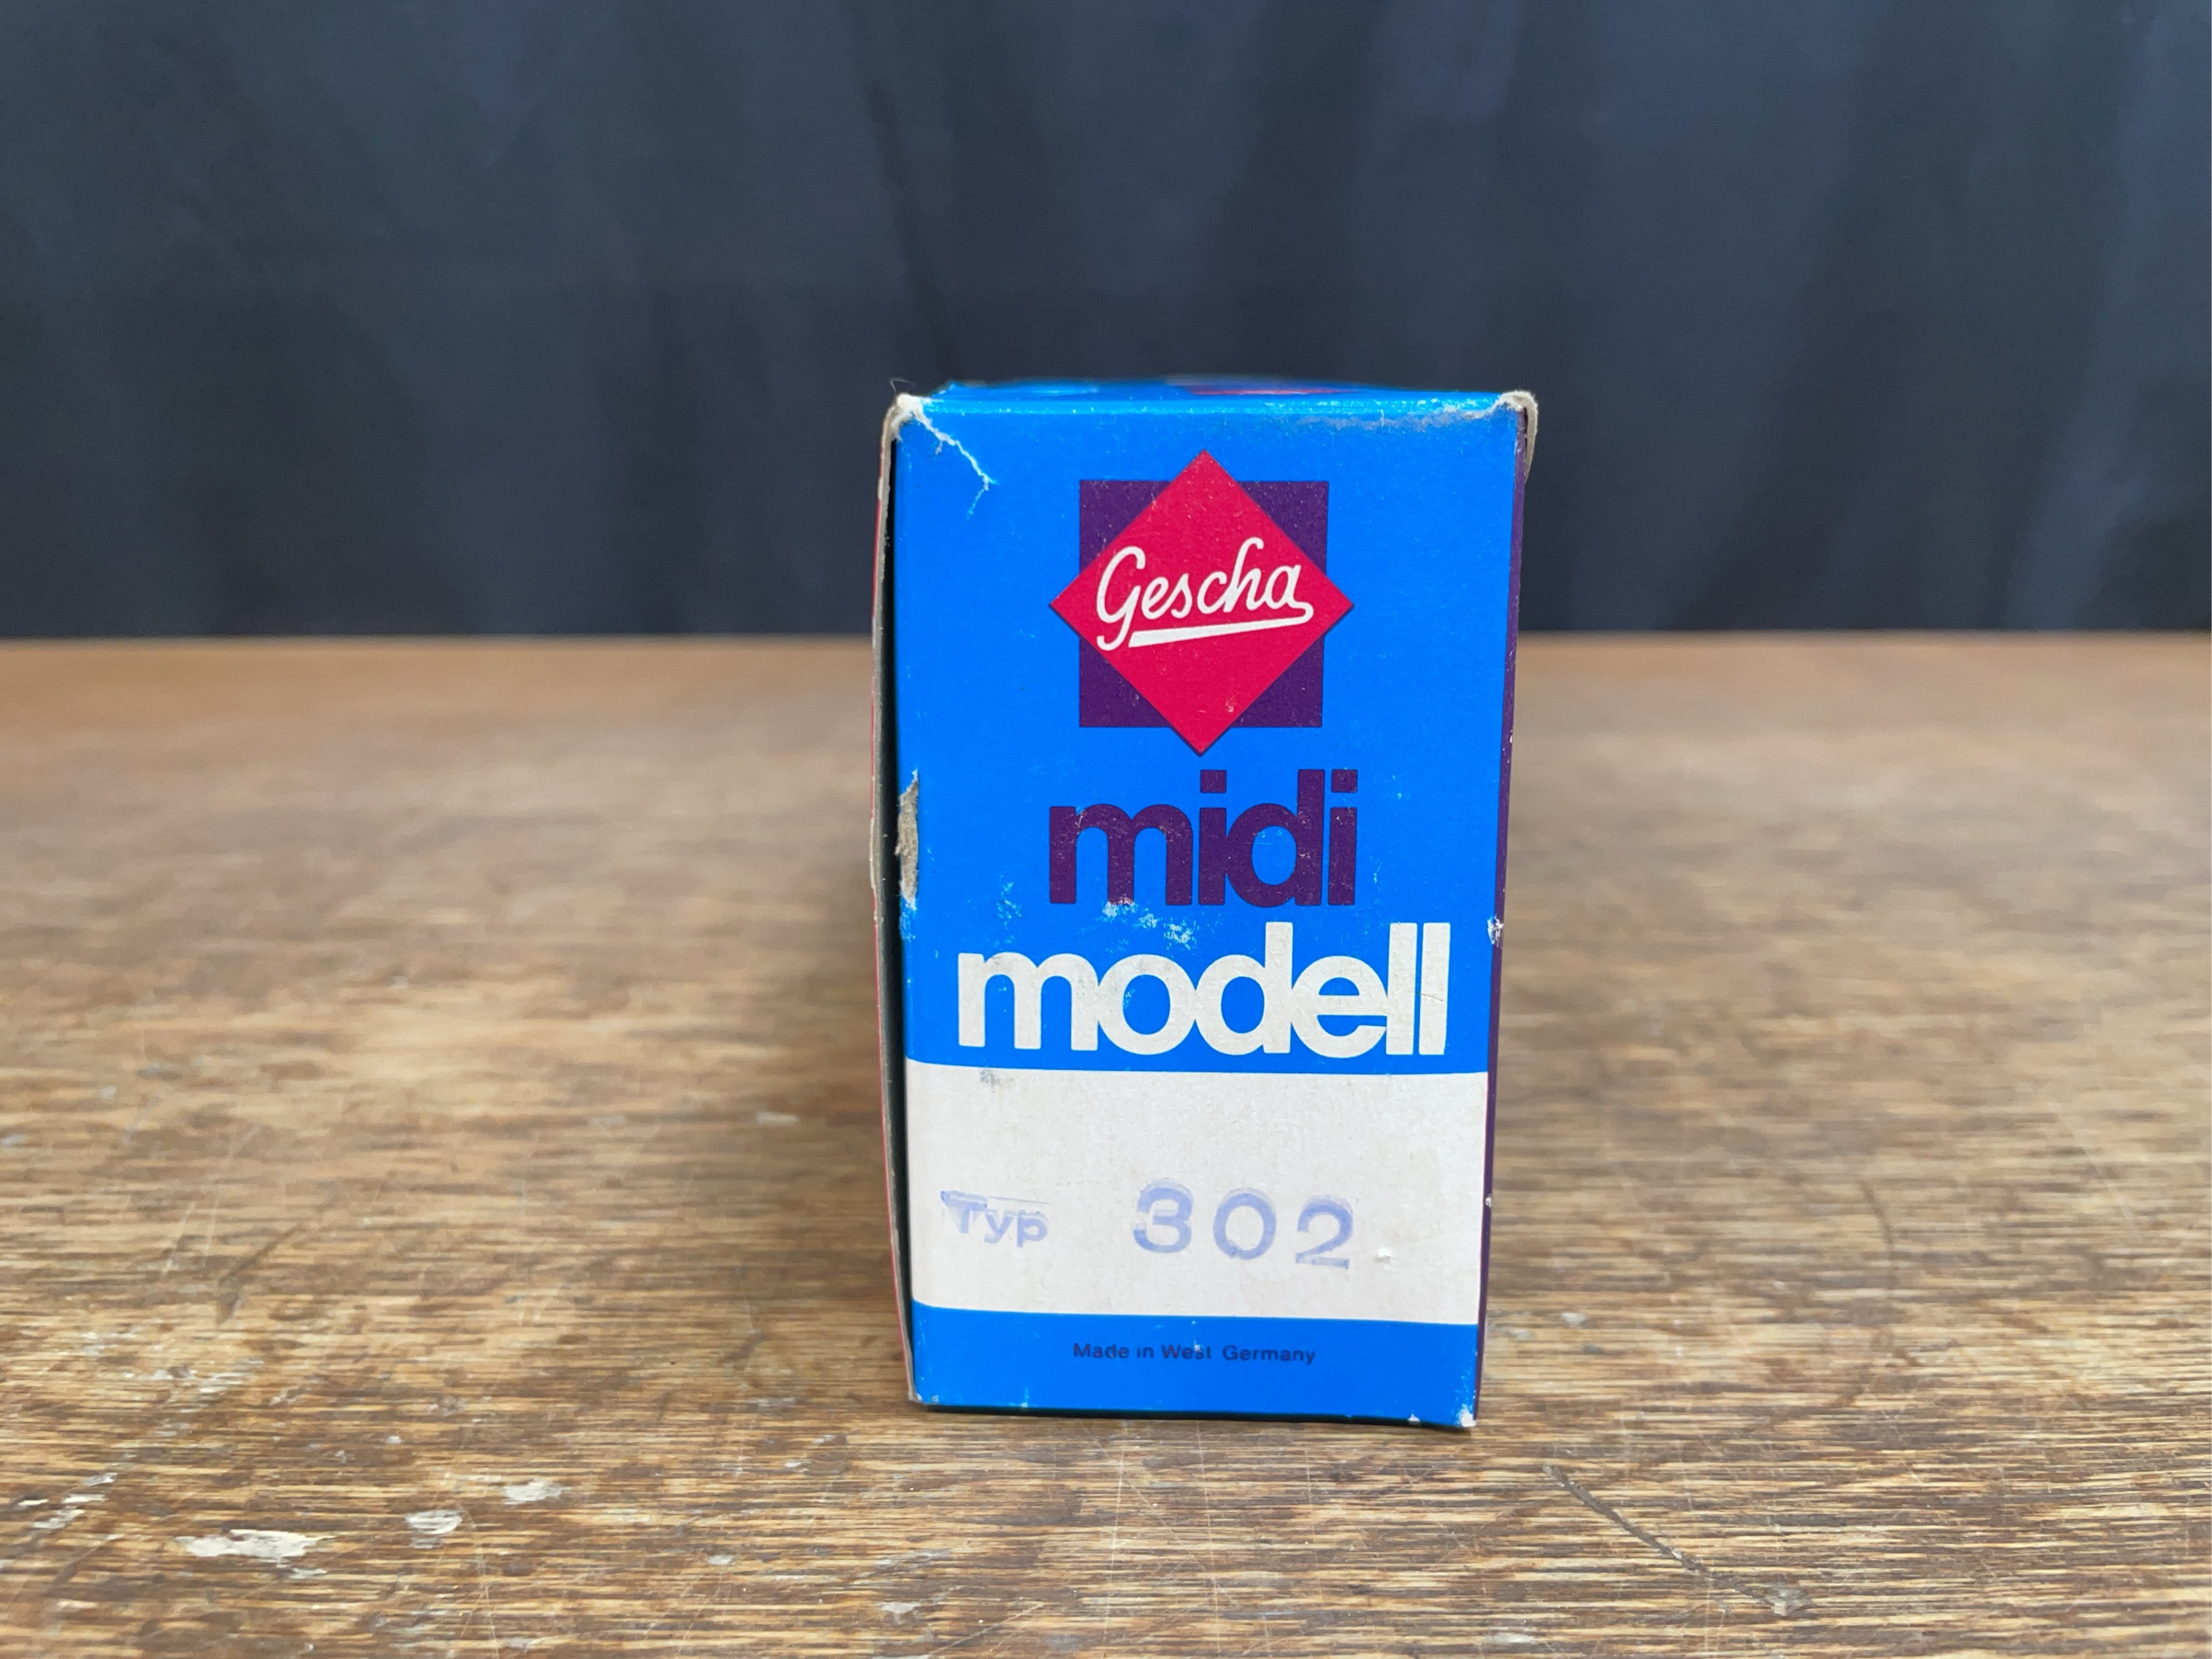 Gescha
midi
modell
Typ 302
Made in West Germany